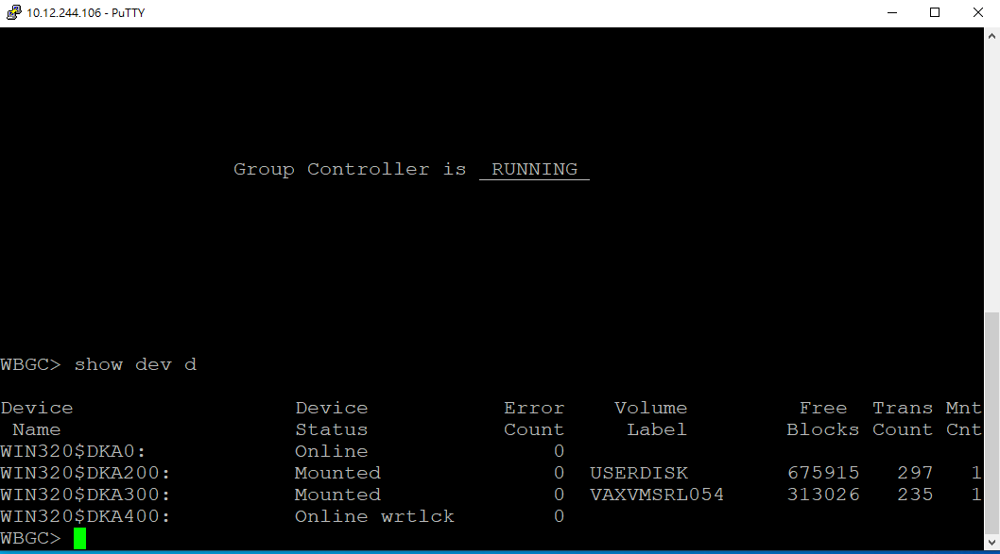 10.12.244.106 - PuTTY
Group Controller is RUNNING
WBGC> show dev d
Device Device Error Volume Free Trans Mnt
Name Status Count Label Blocks Count Cnt
WIN320$DKA0: Online 0
WIN320$DKA200: Mounted 0 USERDISK 675915 297 1
WIN320$DKA300: Mounted 0 VAXVMSRL054 313026 235 1
WIN320$DKA400: Online wrtlck 0
WBGC>